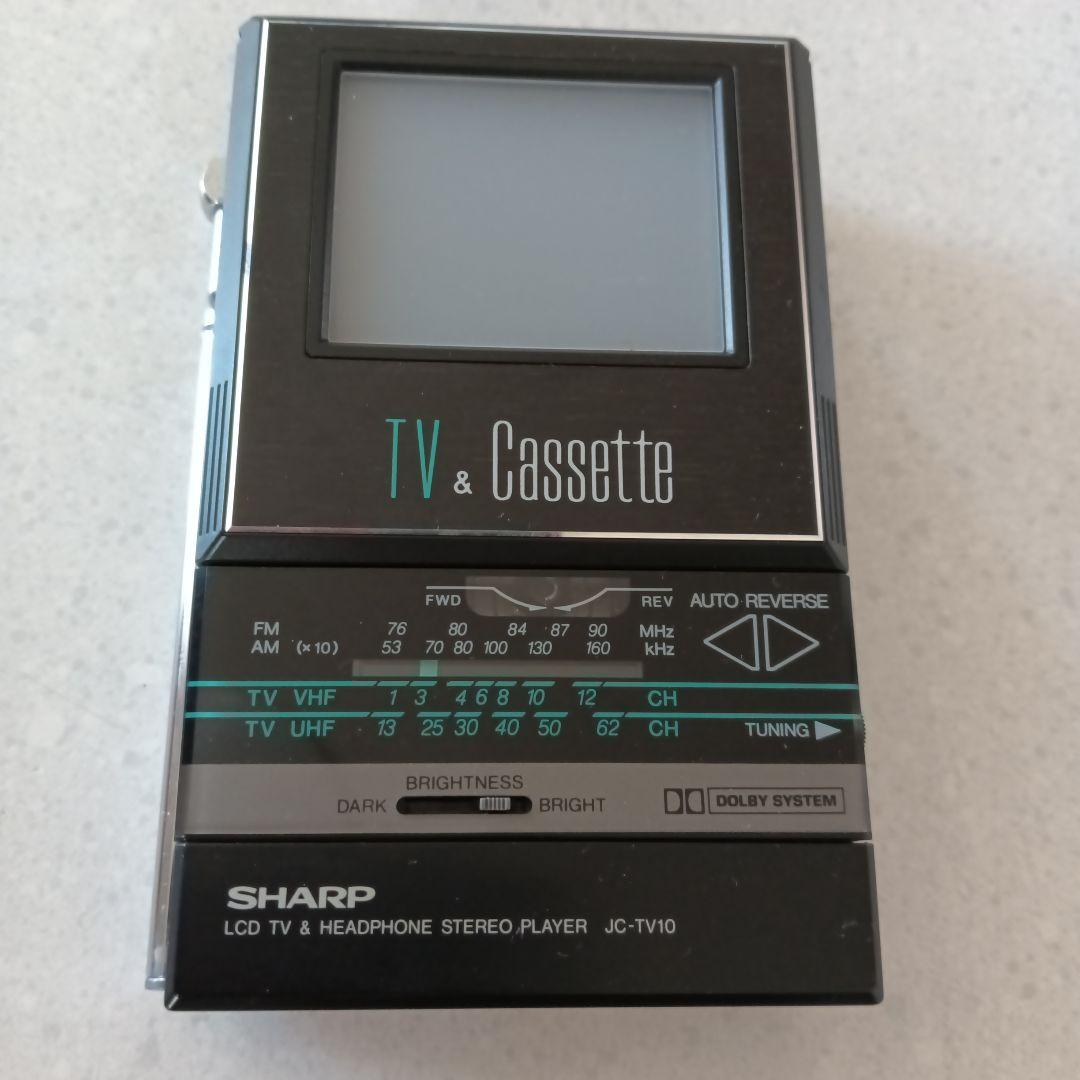 TV & Cassette
FWD REV AUTO REVERSE
FM 76 80 84 87 90 MHz
AM (×10) 53 70 80 100 130 160 kHz
TV VHF 1 3 4 6 8 10 12 CH
TV UHF 13 25 30 40 50 62 CH TUNING
BRIGHTNESS
DARK BRIGHT DOLBY SYSTEM
SHARP
LCD TV & HEADPHONE STEREO PLAYER JC-TV10